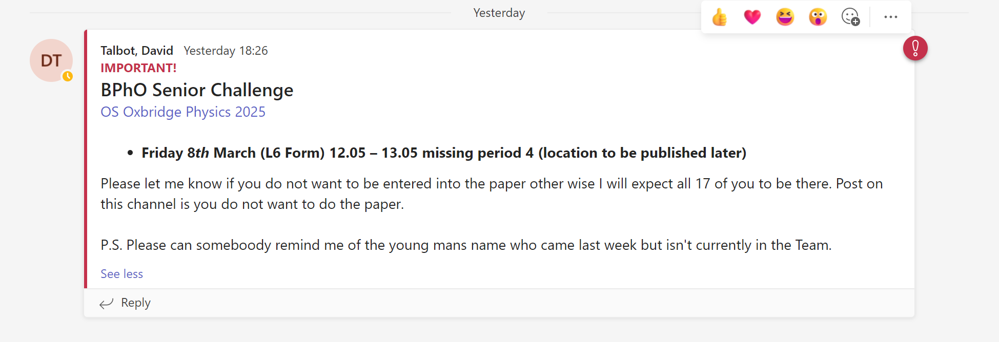 Yesterday
DT
Talbot, David Yesterday 18:26
IMPORTANT!
BPhO Senior Challenge
OS Oxbridge Physics 2025
• Friday 8th March (L6 Form) 12.05 – 13.05 missing period 4 (location to be published later)
Please let me know if you do not want to be entered into the paper other wise I will expect all 17 of you to be there. Post on
this channel is you do not want to do the paper.
P.S. Please can someboody remind me of the young mans name who came last week but isn't currently in the Team.
See less
Reply